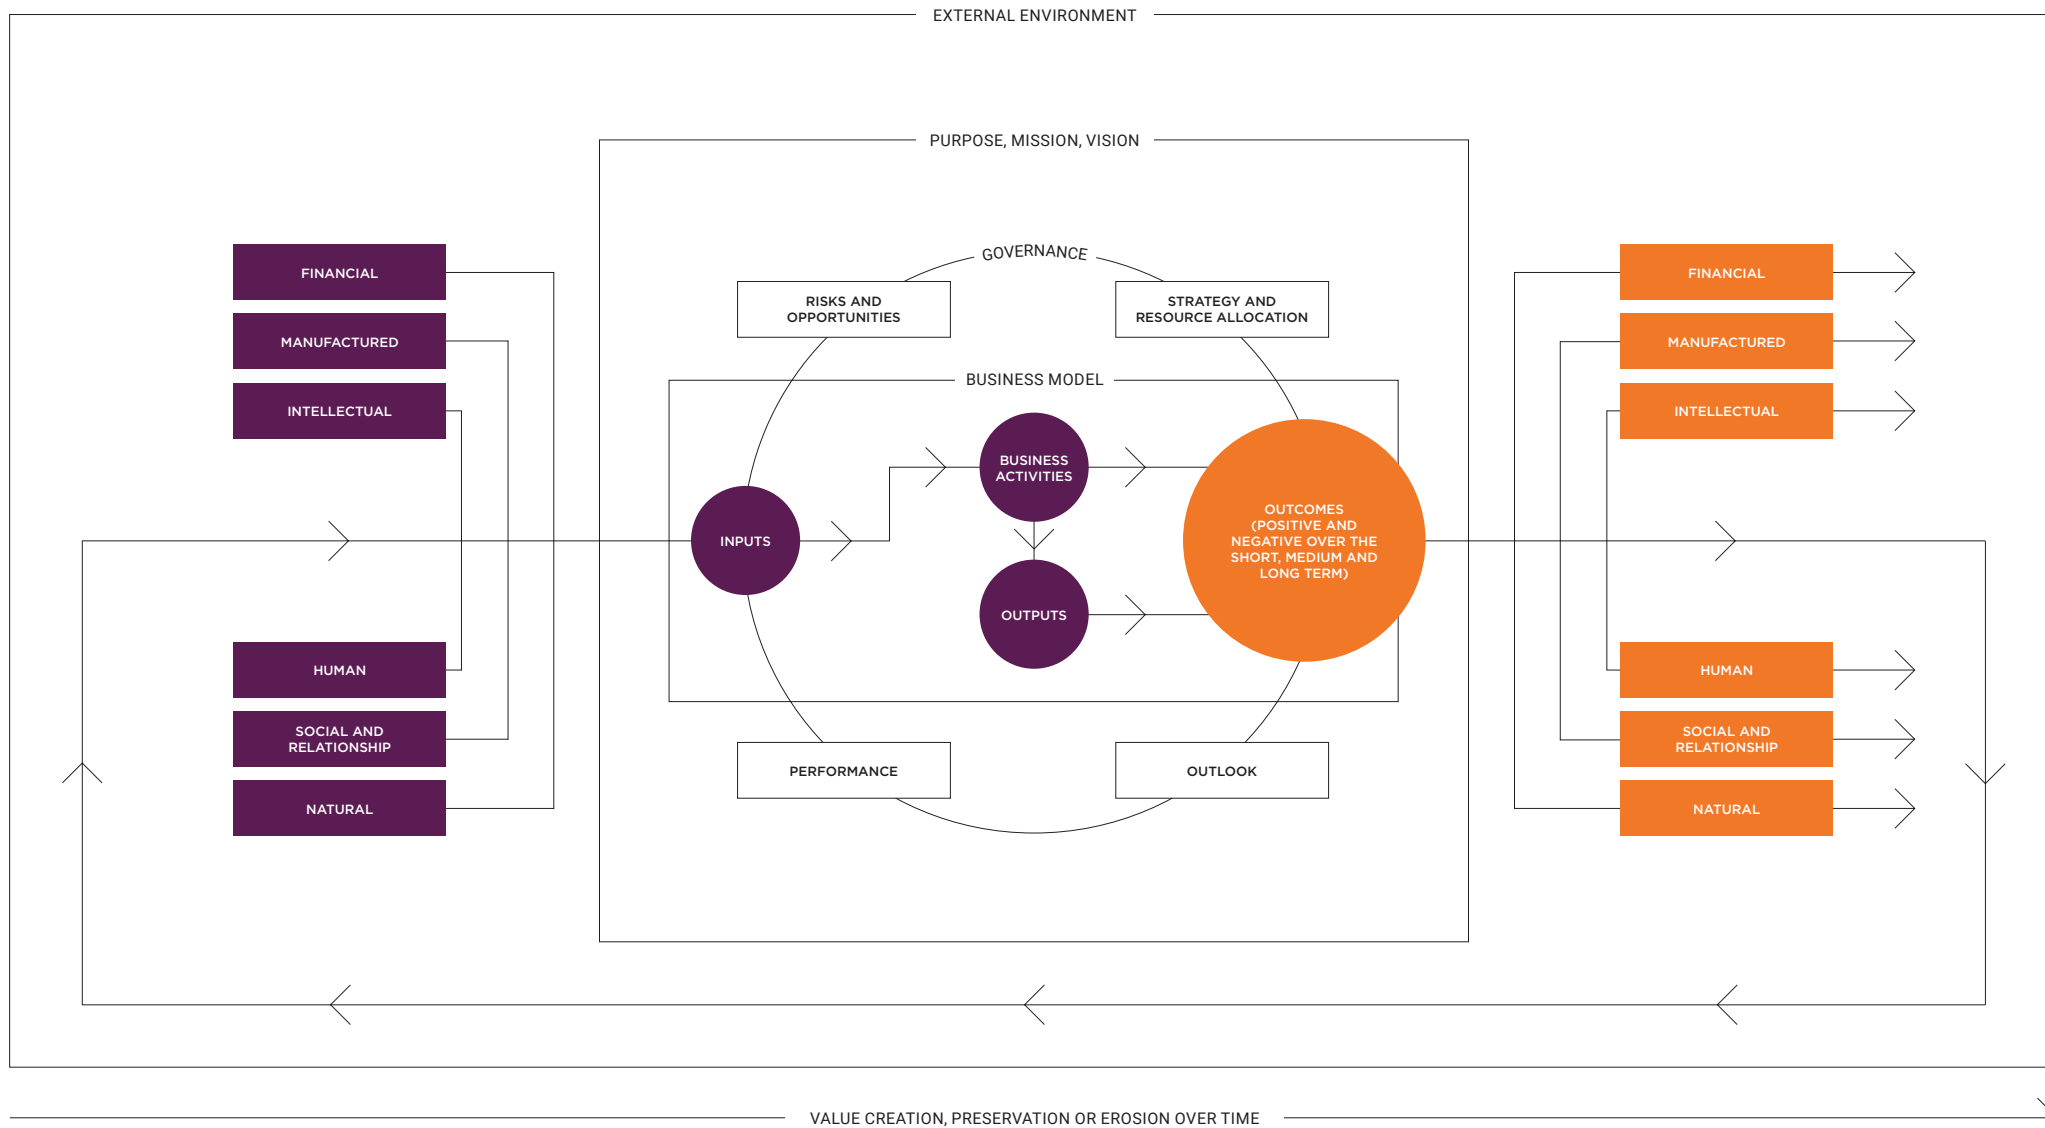 EXTERNAL ENVIRONMENT
PURPOSE, MISSION, VISION
FINANCIAL
MANUFACTURED
INTELLECTUAL
HUMAN
SOCIAL AND
RELATIONSHIP
NATURAL
GOVERNANCE
RISKS AND
OPPORTUNITIES
STRATEGY AND
RESOURCE ALLOCATION
BUSINESS MODEL
INPUTS
BUSINESS
ACTIVITIES
OUTPUTS
OUTCOMES
(POSITIVE AND
NEGATIVE OVER THE
SHORT, MEDIUM AND
LONG TERM)
PERFORMANCE
OUTLOOK
FINANCIAL
MANUFACTURED
INTELLECTUAL
HUMAN
SOCIAL AND
RELATIONSHIP
NATURAL
VALUE CREATION, PRESERVATION OR EROSION OVER TIME